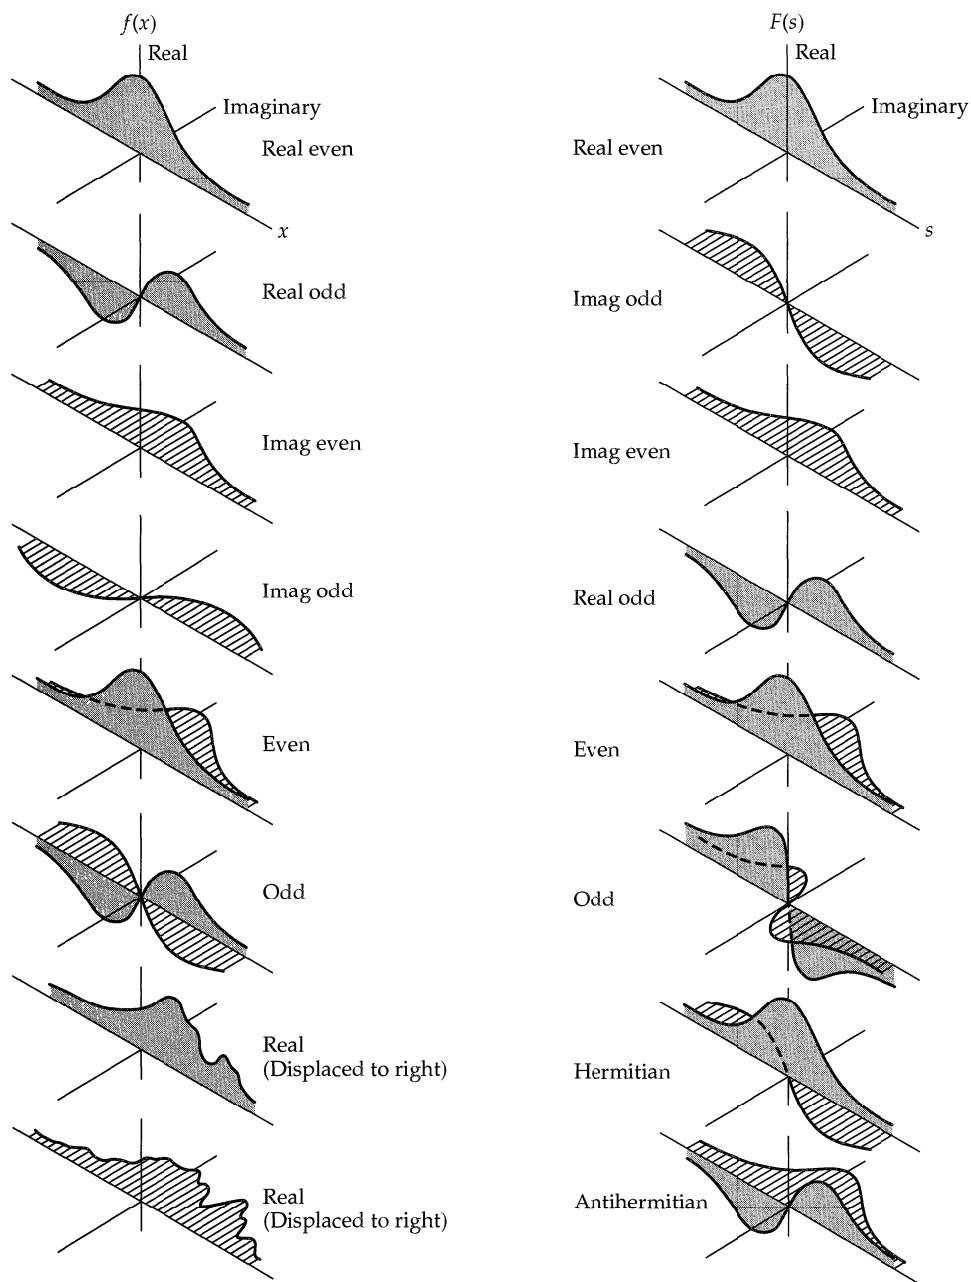 f(x)
F(s)
Real
Real
Imaginary
Imaginary
Real even
Real even
x
s
Real odd
Imag odd
Imag even
Imag even
Imag odd
Real odd
Even
Even
Odd
Odd
Real
(Displaced to right)
Hermitian
Real
(Displaced to right)
Antihermitian